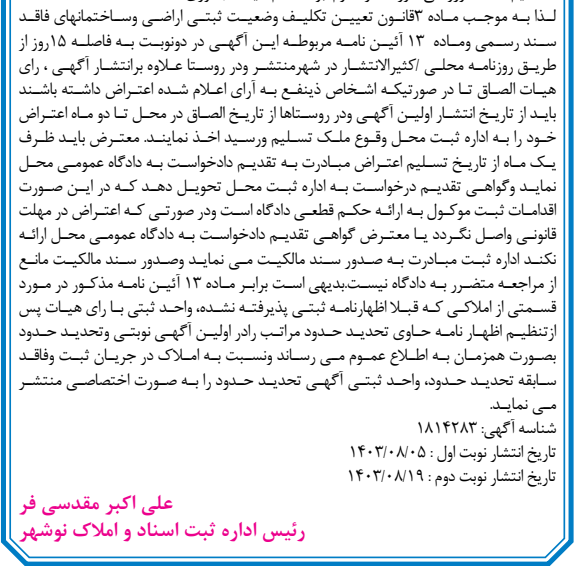 لذا به موجب ماده ۳قانون تعیین تکلیف وضعیت ثبتی اراضی وساختمانهای فاقد
سند رسمی وماده ۱۳ آئین نامه مربوطه این آگهی در دونوبت به فاصله ۱۵روز از
طریق روزنامه محلی /کثیرالانتشار در شهرمنتشر ودر روستا علاوه برانتشار آگهی ، رای
هیات الصاق تا در صورتیکه اشخاص ذینفع به آرای اعلام شده اعتراض داشته باشند
باید از تاریخ انتشار اولین آگهی ودر روستاها از تاریخ الصاق در محل تا دو ماه اعتراض
خود را به اداره ثبت محل وقوع ملک تسلیم ورسید اخذ نمایند. معترض باید ظرف
یک ماه از تاریخ تسلیم اعتراض مبادرت به تقدیم دادخواست به دادگاه عمومی محل
نماید وگواهی تقدیم درخواست به اداره ثبت محل تحویل دهد که در این صورت
اقدامات ثبت موکول به ارائه حکم قطعی دادگاه است ودر صورتی که اعتراض در مهلت
قانونی واصل نگردد یا معترض گواهی تقدیم دادخواست به دادگاه عمومی محل ارائه
نکند اداره ثبت مبادرت به صدور سند مالکیت می نماید وصدور سند مالکیت مانع
از مراجعه متضرر به دادگاه نیست.بدیهی است برابر ماده ۱۳ آئین نامه مذکور در مورد
قسمتی از املاکی که قبلا اظهارنامه ثبتی پذیرفته نشده، واحد ثبتی با رای هیات پس
ازتنظیم اظهار نامه حاوی تحدید حدود مراتب رادر اولین آگهی نوبتی وتحدید حدود
بصورت همزمان به اطلاع عموم می رساند ونسبت به املاک در جریان ثبت وفاقد
سابقه تحدید حدود، واحد ثبتی آگهی تحدید حدود را به صورت اختصاصی منتشر
می نماید.
شناسه آگهی: ۱۸۱۴۲۸۳
تاریخ انتشار نوبت اول : ۱۴۰۳/۰۸/۰۵
تاریخ انتشار نوبت دوم : ۱۴۰۳/۰۸/۱۹
علی اکبر مقدسی فر
رئیس اداره ثبت اسناد و املاک نوشهر